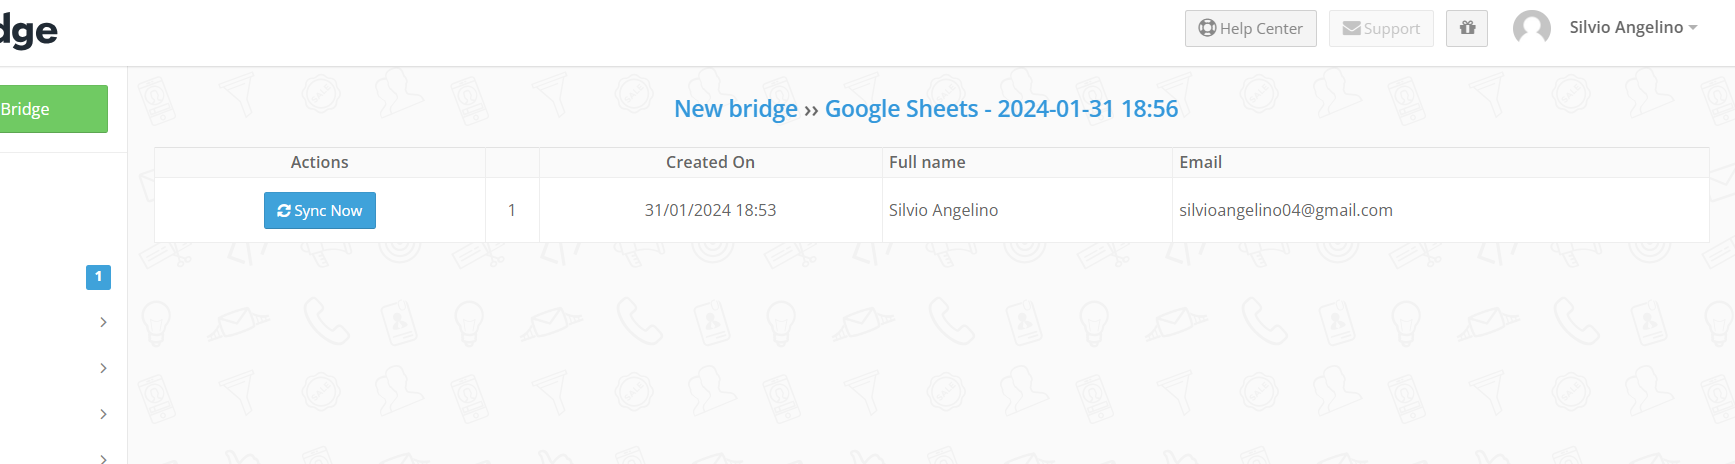 dge
Help Center
Support
Silvio Angelino
Bridge
New bridge ›› Google Sheets - 2024-01-31 18:56
Actions Created On Full name Email
Sync Now 1 31/01/2024 18:53 Silvio Angelino silvioangelino04@gmail.com
1